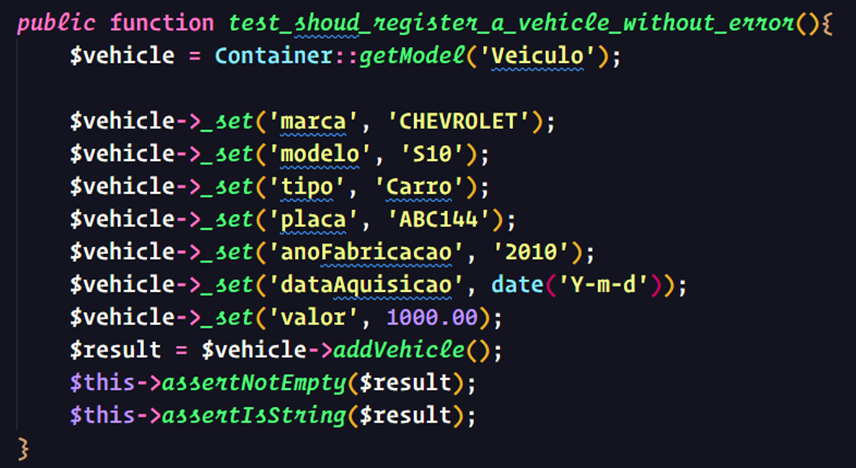 public function test_shoud_register_a_vehicle_without_error(){
$vehicle = Container::getModel('Veiculo');
$vehicle->_set('marca', 'CHEVROLET');
$vehicle->_set('modelo', 'S10');
$vehicle->_set('tipo', 'Carro');
$vehicle->_set('placa', 'ABC144');
$vehicle->_set('anoFabricacao', '2010');
$vehicle->_set('dataAquisicao', date('Y-m-d'));
$vehicle->_set('valor', 1000.00);
$result = $vehicle->addVehicle();
$this->assertNotEmpty($result);
$this->assertIsString($result);
}